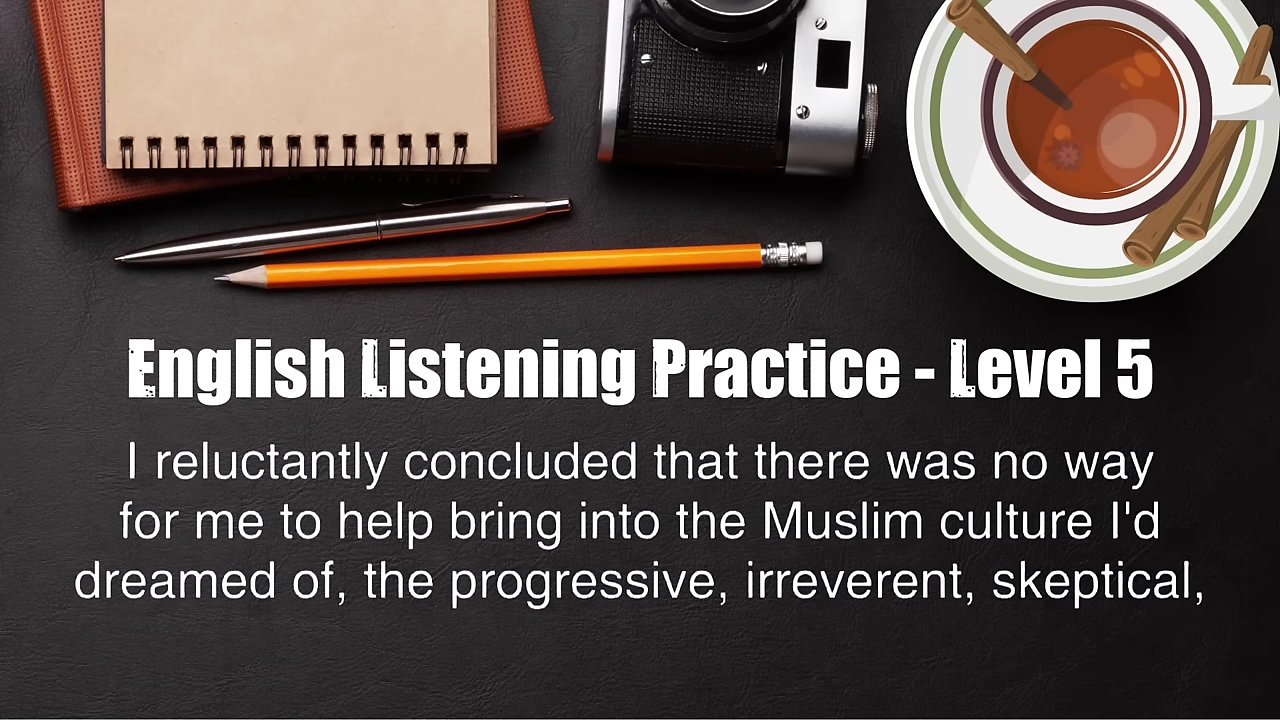 English Listening Practice - Level 5
I reluctantly concluded that there was no way
for me to help bring into the Muslim culture I'd
dreamed of, the progressive, irreverent, skeptical,